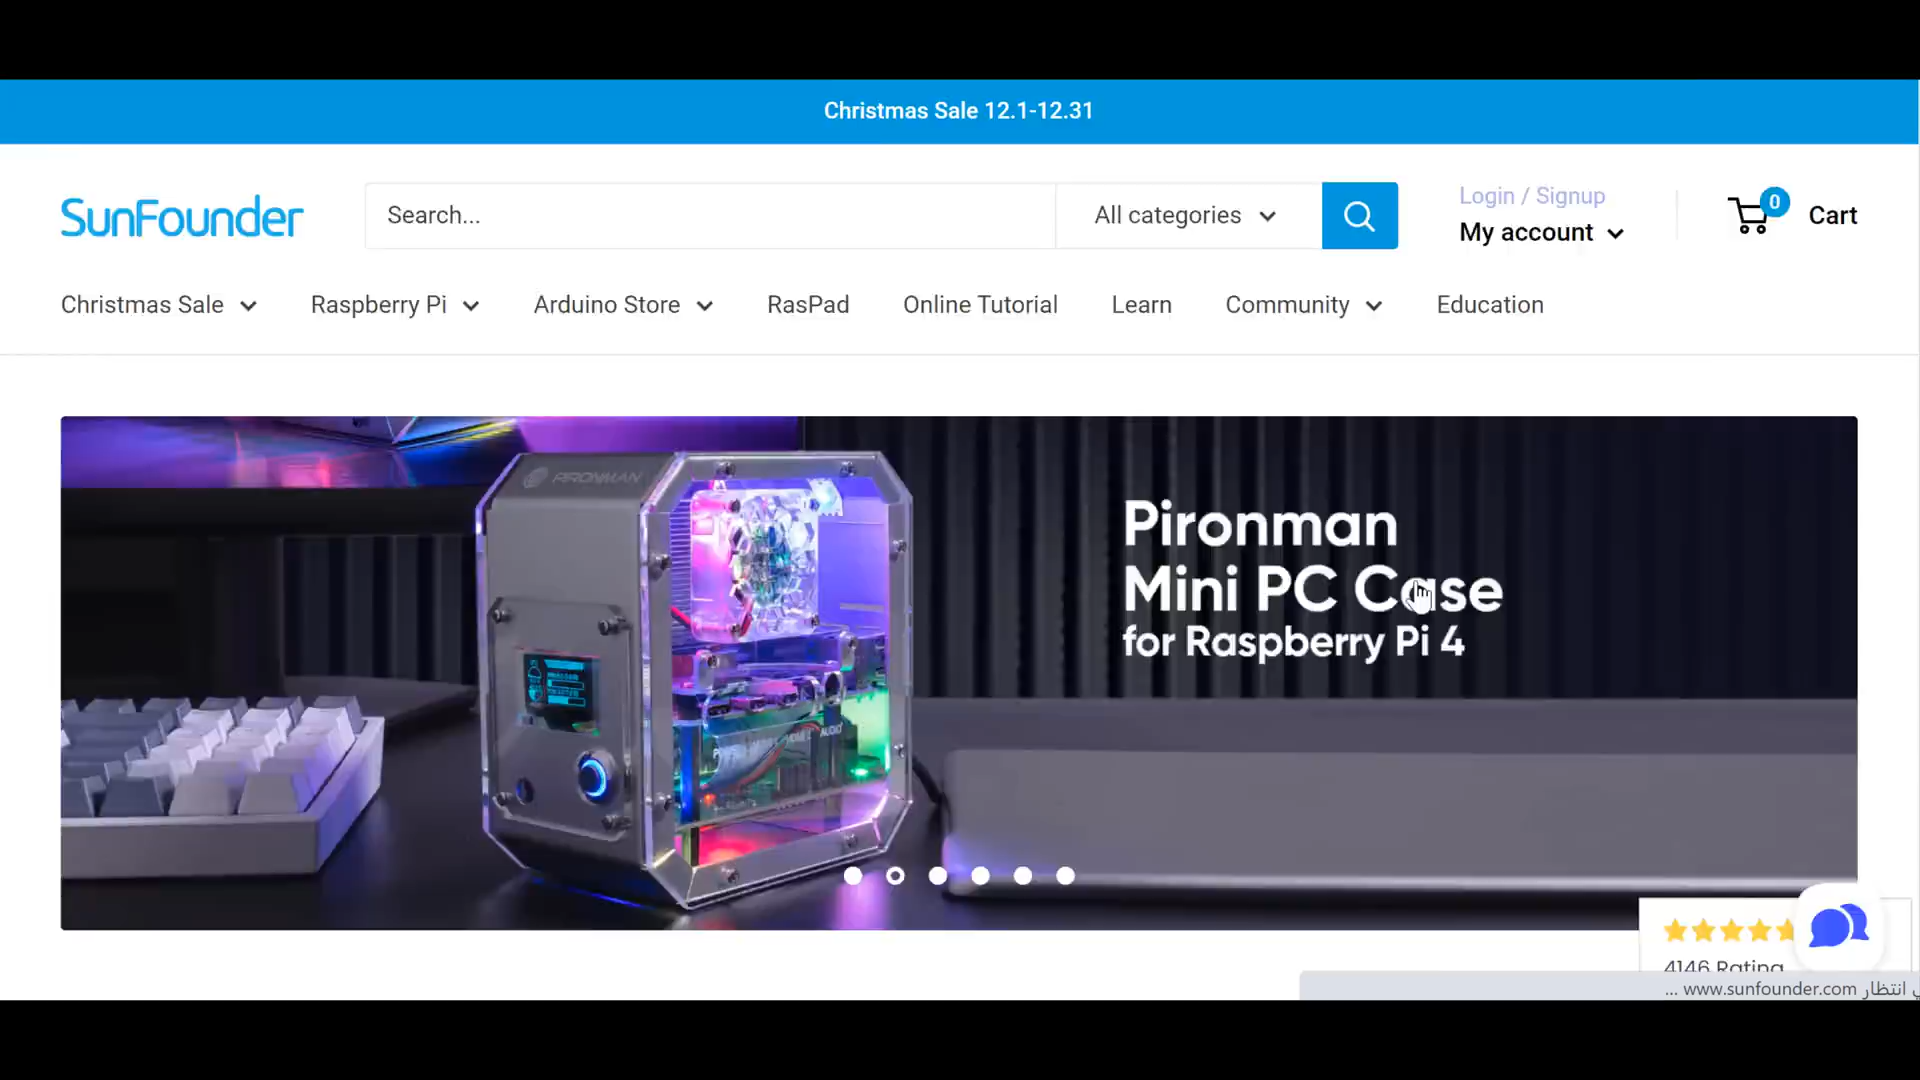 Christmas Sale 12.1-12.31
SunFounder
Search...
All categories
Login / Signup
My account
0
Cart
Christmas Sale
Raspberry Pi
Arduino Store
RasPad
Online Tutorial
Learn
Community
Education
PIRONMAN
Pironman
Mini PC Case
for Raspberry Pi 4
4146 Rating
انتظار www.sunfounder.com ...